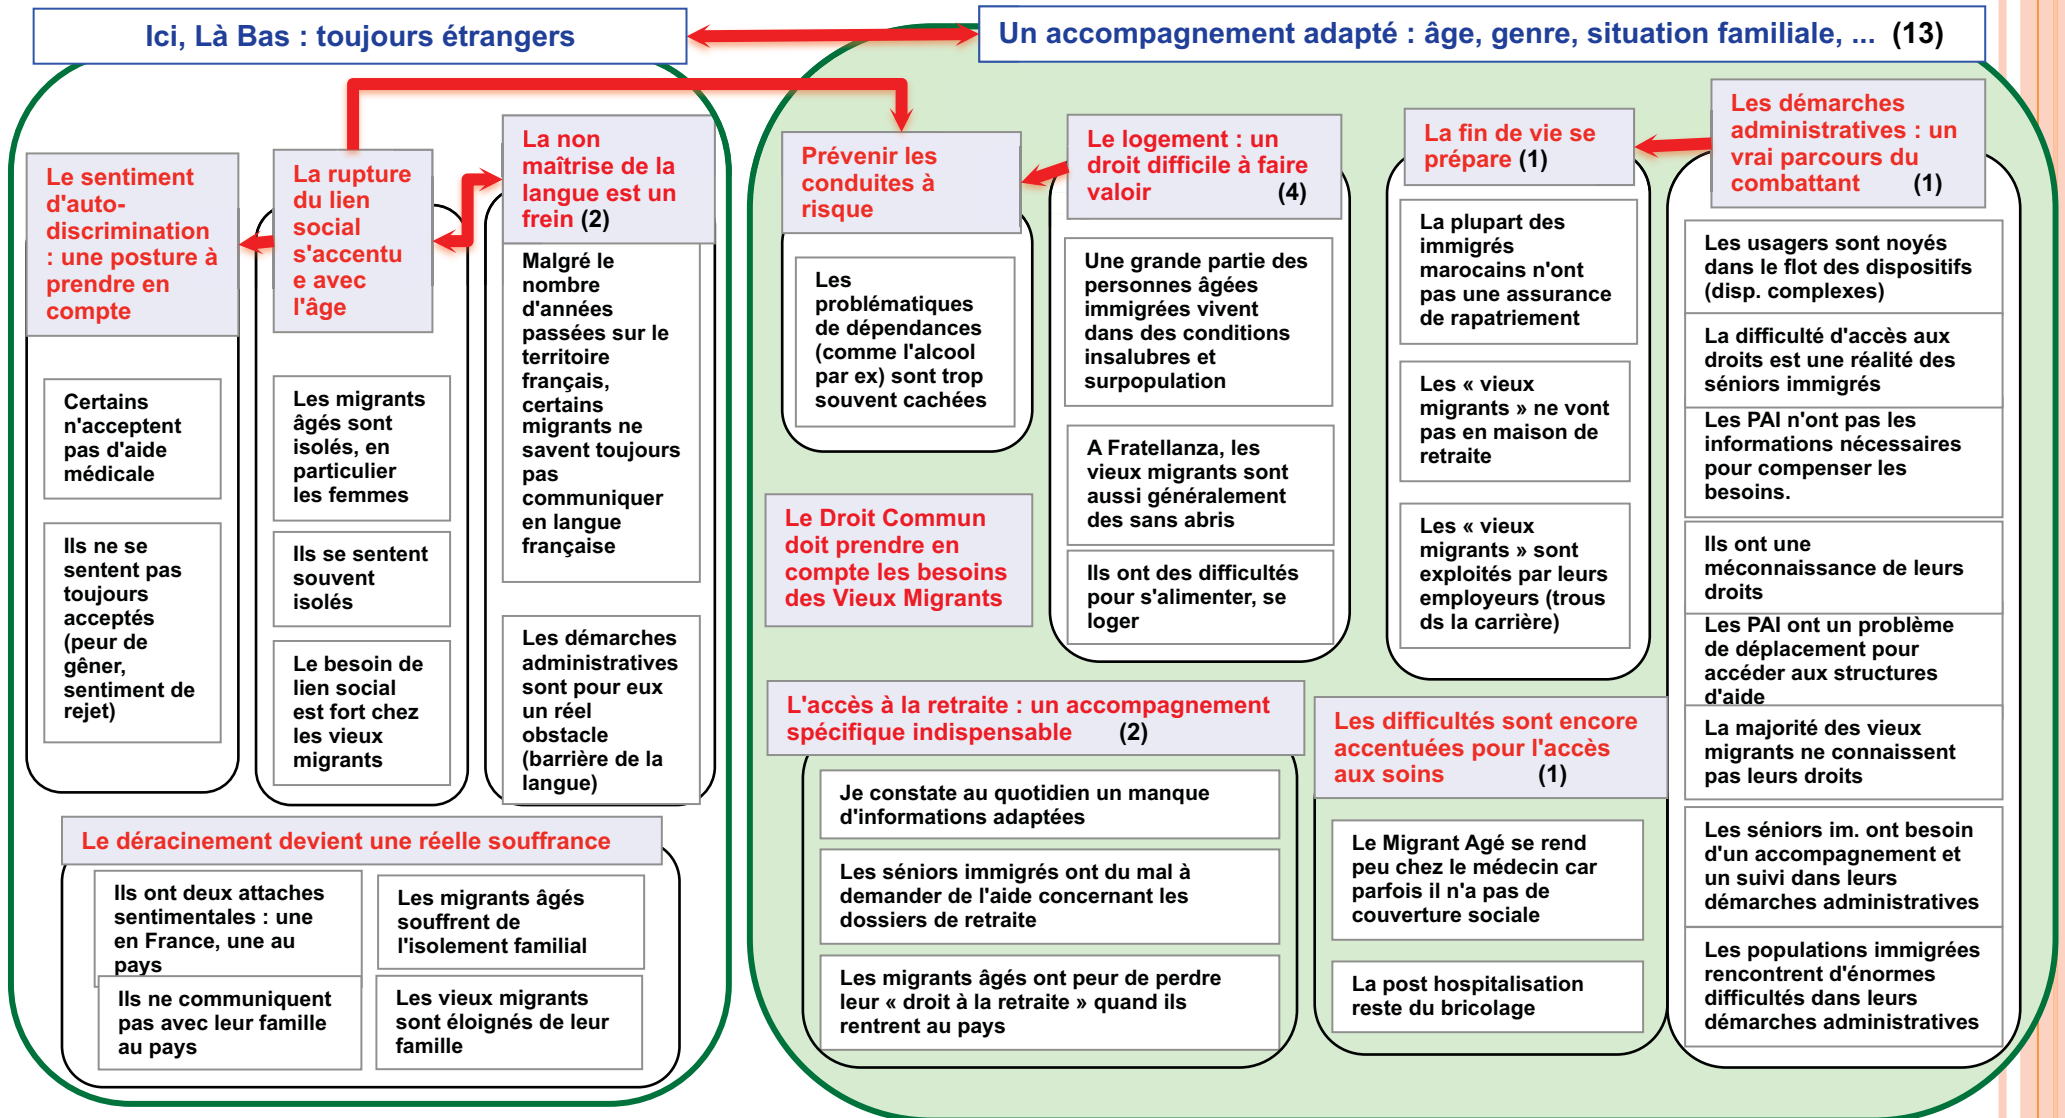 Ici, Là Bas : toujours étrangers
Un accompagnement adapté : âge, genre, situation familiale, ... (13)
Le sentiment
d'auto-
discrimination
: une posture à
prendre en
compte
Certains
n'acceptent
pas d'aide
médicale
Ils ne se
sentent pas
toujours
acceptés
(peur de
gêner,
sentiment de
rejet)
La rupture
du lien
social
s'accentu
e avec
l'âge
Les migrants
âgés sont
isolés, en
particulier
les femmes
Ils se sentent
souvent
isolés
Le besoin de
lien social
est fort chez
les vieux
migrants
La non
maîtrise de la
langue est un
frein (2)
Malgré le
nombre
d'années
passées sur le
territoire
français,
certains
migrants ne
savent toujours
pas
communiquer
en langue
française
Les démarches
administratives
sont pour eux
un réel
obstacle
(barrière de la
langue)
Le déracinement devient une réelle souffrance
Ils ont deux attaches
sentimentales : une
en France, une au
pays
Les migrants âgés
souffrent de
l'isolement familial
Ils ne communiquent
pas avec leur famille
au pays
Les vieux migrants
sont éloignés de leur
famille
Prévenir les
conduites à
risque
Les
problématiques
de dépendances
(comme l'alcool
par ex) sont trop
souvent cachées
Le Droit Commun
doit prendre en
compte les besoins
des Vieux Migrants
Le logement : un
droit difficile à faire
valoir (4)
Une grande partie des
personnes âgées
immigrées vivent
dans des conditions
insalubres et
surpopulation
A Fratellanza, les
vieux migrants sont
aussi généralement
des sans abris
Ils ont des difficultés
pour s'alimenter, se
loger
La fin de vie se
prépare (1)
La plupart des
immigrés
marocains n'ont
pas une assurance
de rapatriement
Les « vieux
migrants » ne vont
pas en maison de
retraite
Les « vieux
migrants » sont
exploités par leurs
employeurs (trous
ds la carrière)
Les démarches
administratives : un
vrai parcours du
combattant (1)
Les usagers sont noyés
dans le flot des dispositifs
(disp. complexes)
La difficulté d'accès aux
droits est une réalité des
séniors immigrés
Les PAI n'ont pas les
informations nécessaires
pour compenser les
besoins.
Ils ont une
méconnaissance de leurs
droits
Les PAI ont un problème
de déplacement pour
accéder aux structures
d'aide
La majorité des vieux
migrants ne connaissent
pas leurs droits
Les séniors im. ont besoin
d'un accompagnement et
un suivi dans leurs
démarches administratives
Les populations immigrées
rencontrent d'énormes
difficultés dans leurs
démarches administratives
L'accès à la retraite : un accompagnement
spécifique indispensable (2)
Je constate au quotidien un manque
d'informations adaptées
Les séniors immigrés ont du mal à
demander de l'aide concernant les
dossiers de retraite
Les migrants âgés ont peur de perdre
leur « droit à la retraite » quand ils
rentrent au pays
Les difficultés sont encore
accentuées pour l'accès
aux soins (1)
Le Migrant Agé se rend
peu chez le médecin car
parfois il n'a pas de
couverture sociale
La post hospitalisation
reste du bricolage